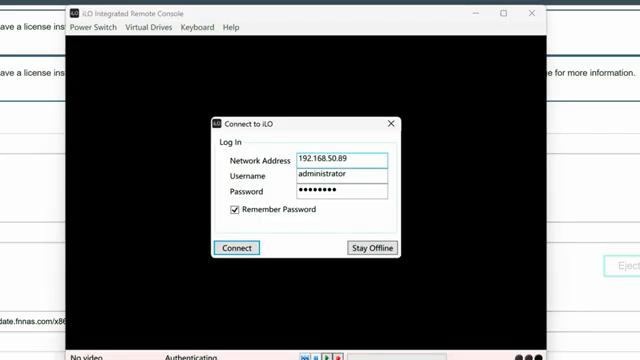 iLO Integrated Remote Console
Power Switch Virtual Drives Keyboard Help
ave a license ins
ave a license ins
e for more information.
iLO Connect to iLO
Log In
Network Address 192.168.50.89
Username administrator
Password ••••••••
Remember Password
Connect Stay Offline
Eject
date.fnnas.com/x86
No video Authenticating